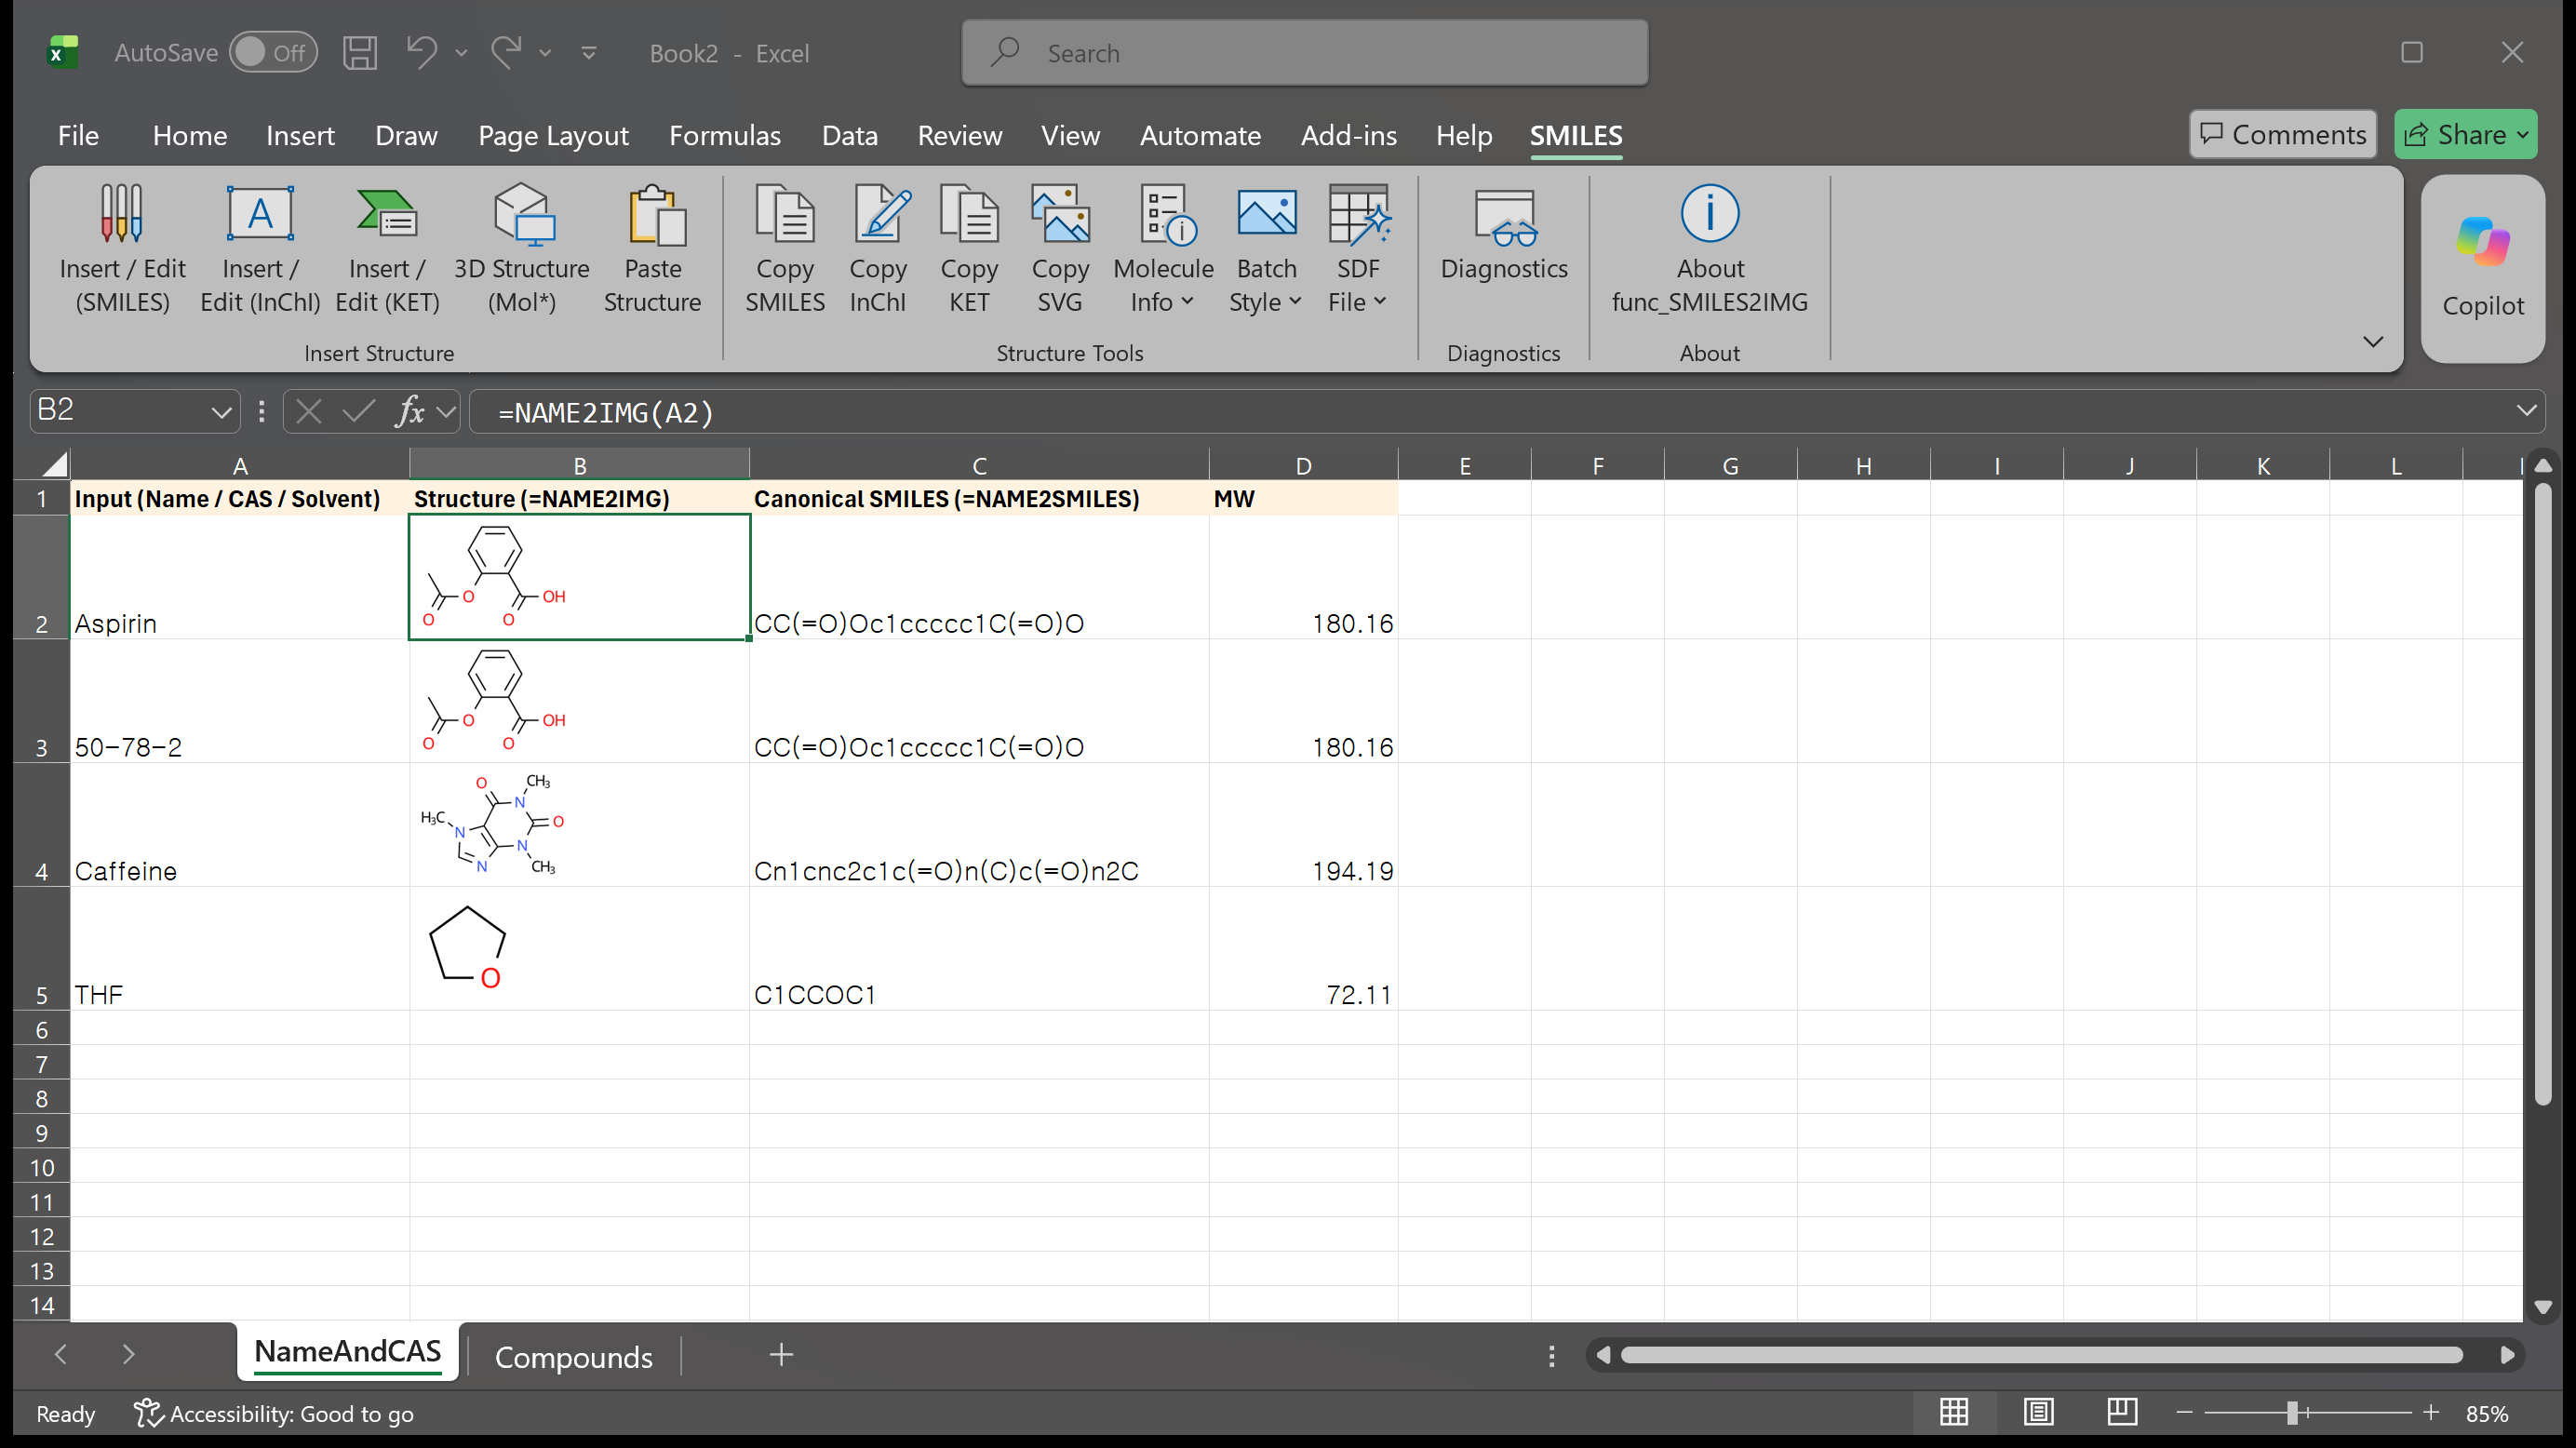 AutoSave Off Book2 - Excel Search
File Home Insert Draw Page Layout Formulas Data Review View Automate Add-ins Help SMILES Comments Share
Insert / Edit (SMILES)
Insert / Edit (InChI)
Insert / Edit (KET)
3D Structure (Mol*)
Paste Structure
Copy SMILES
Copy InChI
Copy KET
Copy SVG
Molecule Info
Batch Style
SDF File
Diagnostics
About func_SMILES2IMG
Copilot
Insert Structure Structure Tools Diagnostics About
B2 fx =NAME2IMG(A2)
A B C D E F G H I J K L
1 Input (Name / CAS / Solvent) Structure (=NAME2IMG) Canonical SMILES (=NAME2SMILES) MW
O O O OH
2 Aspirin CC(=O)Oc1ccccc1C(=O)O 180.16
O O O OH
3 50-78-2 CC(=O)Oc1ccccc1C(=O)O 180.16
O CH3
N
H3C O
N
N
N CH3
4 Caffeine Cn1cnc2c1c(=O)n(C)c(=O)n2C 194.19
O
5 THF C1CCOC1 72.11
6
7
8
9
10
11
12
13
14
NameAndCAS Compounds
Ready Accessibility: Good to go 85%